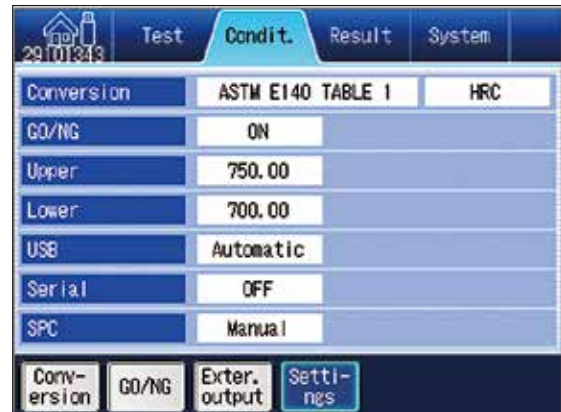 Test Condit. Result System
29101343
Conversion ASTM E140 TABLE 1 HRC
GO/NG ON
Upper 750.00
Lower 700.00
USB Automatic
Serial OFF
SPC Manual
Conv-
ersion
GO/NG
Exter.
output
Setti-
ngs